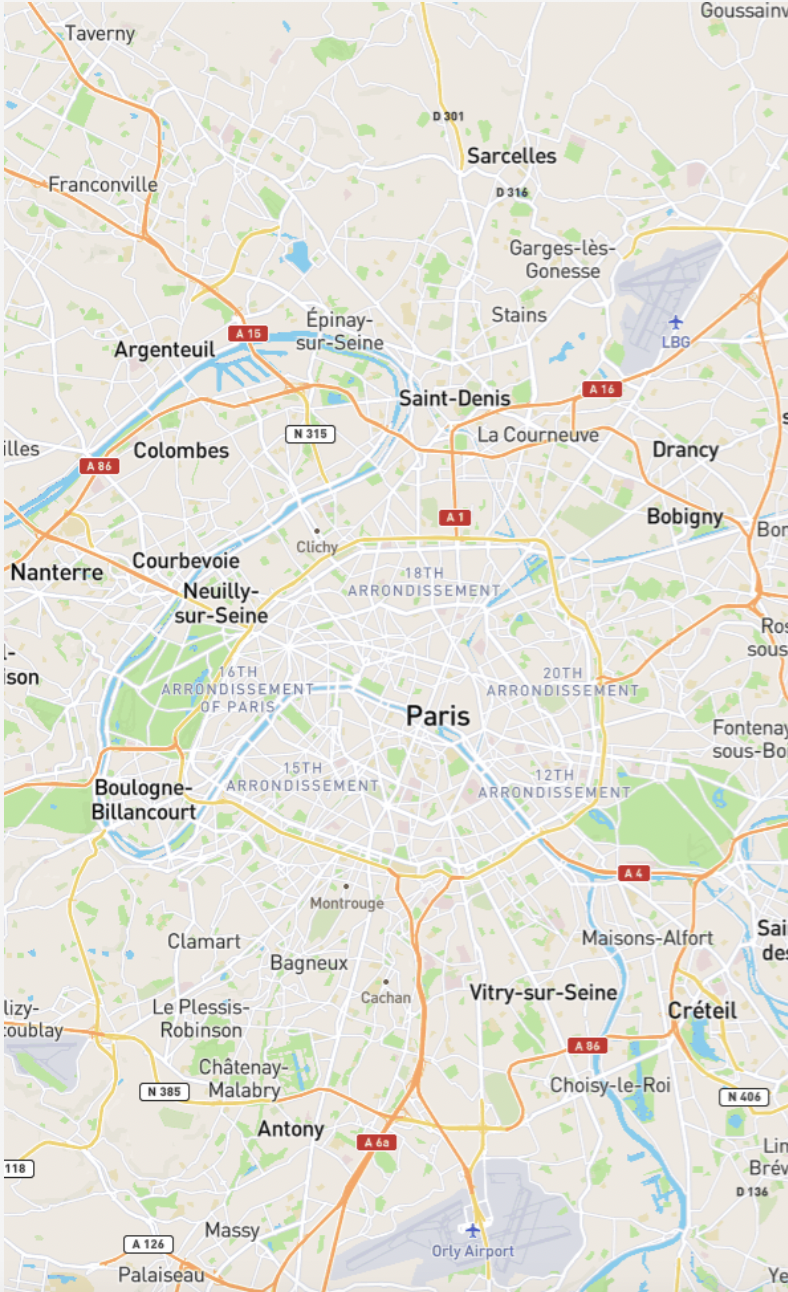 Goussainv
Taverny
D 301
Sarcelles
Franconville
D 316
Garges-lès-
Gonesse
Épinay-
sur-Seine
Stains
A 15
LBG
Argenteuil
A 16
Saint-Denis
N 315
La Courneuve
illes
Colombes
Drancy
A 86
A 1
Bobigny
Bon
Clichy
Courbevoie
Nanterre
18TH
ARRONDISSEMENT
Neuilly-
sur-Seine
Ros
sous
l-
ison
16TH
ARRONDISSEMENT
OF PARIS
20TH
ARRONDISSEMENT
Paris
Fontenay
sous-Boi
15TH
ARRONDISSEMENT
12TH
ARRONDISSEMENT
Boulogne-
Billancourt
A 4
Montrouge
Clamart
Maisons-Alfort
Sai
des
Bagneux
Cachan
Vitry-sur-Seine
lizy-
coublay
Le Plessis-
Robinson
Créteil
A 86
Châtenay-
Malabry
N 385
Choisy-le-Roi
N 406
Antony
A 6a
118
Lim
Brév
D 136
Massy
A 126
Orly Airport
Palaiseau
Ye